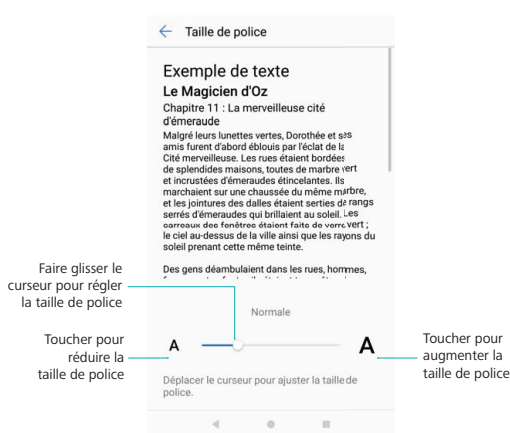 Taille de police
Exemple de texte
Le Magicien d'Oz
Chapitre 11 : La merveilleuse cité
d'émeraude
Malgré leurs lunettes vertes, Dorothée et ses
amis furent d'abord éblouis par l'éclat de la
Cité merveilleuse. Les rues étaient bordées
de splendides maisons, toutes de marbre vert
et incrustées d'émeraudes étincelantes. Ils
marchaient sur une chaussée du même marbre,
et les jointures des dalles étaient serties de rangs
serrés d'émeraudes qui brillaient au soleil. Les
carreaux des fenêtres étaient faits de verre vert ;
le ciel au-dessus de la ville ainsi que les rayons du
soleil prenant cette même teinte.
Des gens déambulaient dans les rues, hommes,
Faire glisser le
curseur pour régler
la taille de police
Normale
Toucher pour
réduire la
taille de police
A
A
Toucher pour
augmenter la
taille de police
Déplacer le curseur pour ajuster la taille de
police.